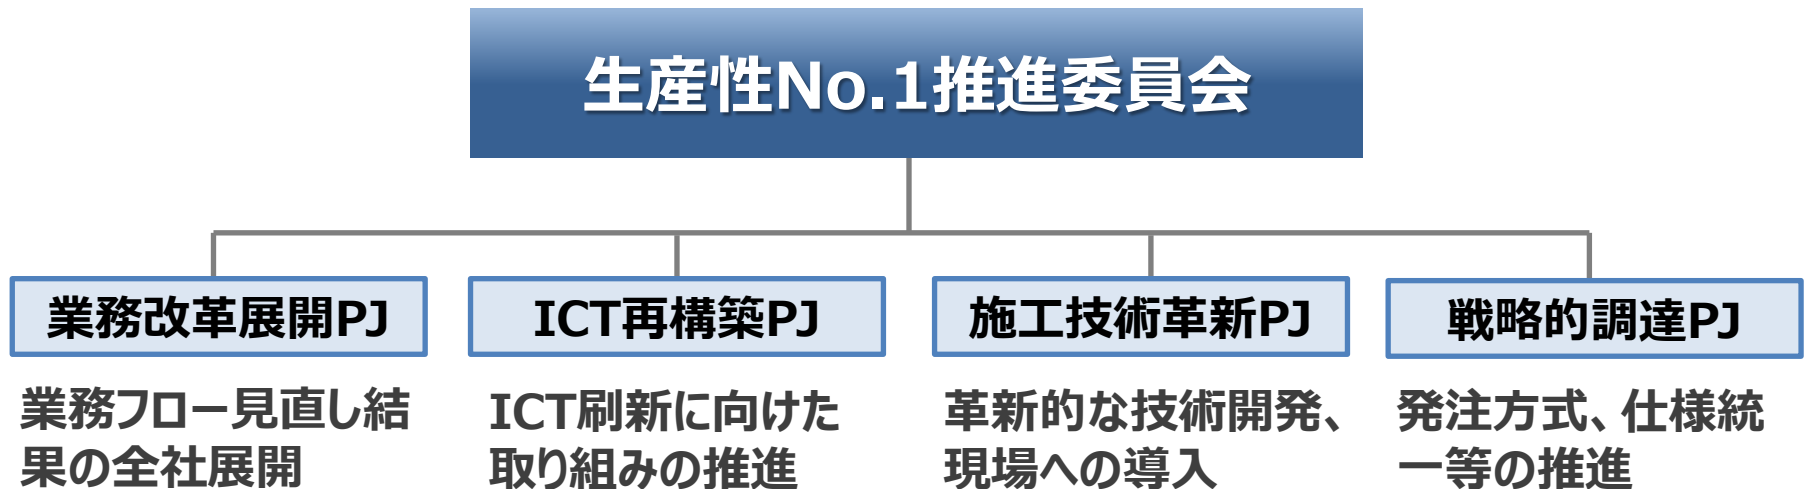 生産性No.1推進委員会
業務改革展開PJ
業務フロー見直し結
果の全社展開
ICT再構築PJ
ICT刷新に向けた
取り組みの推進
施工技術革新PJ
革新的な技術開発、
現場への導入
戦略的調達PJ
発注方式、仕様統
一等の推進